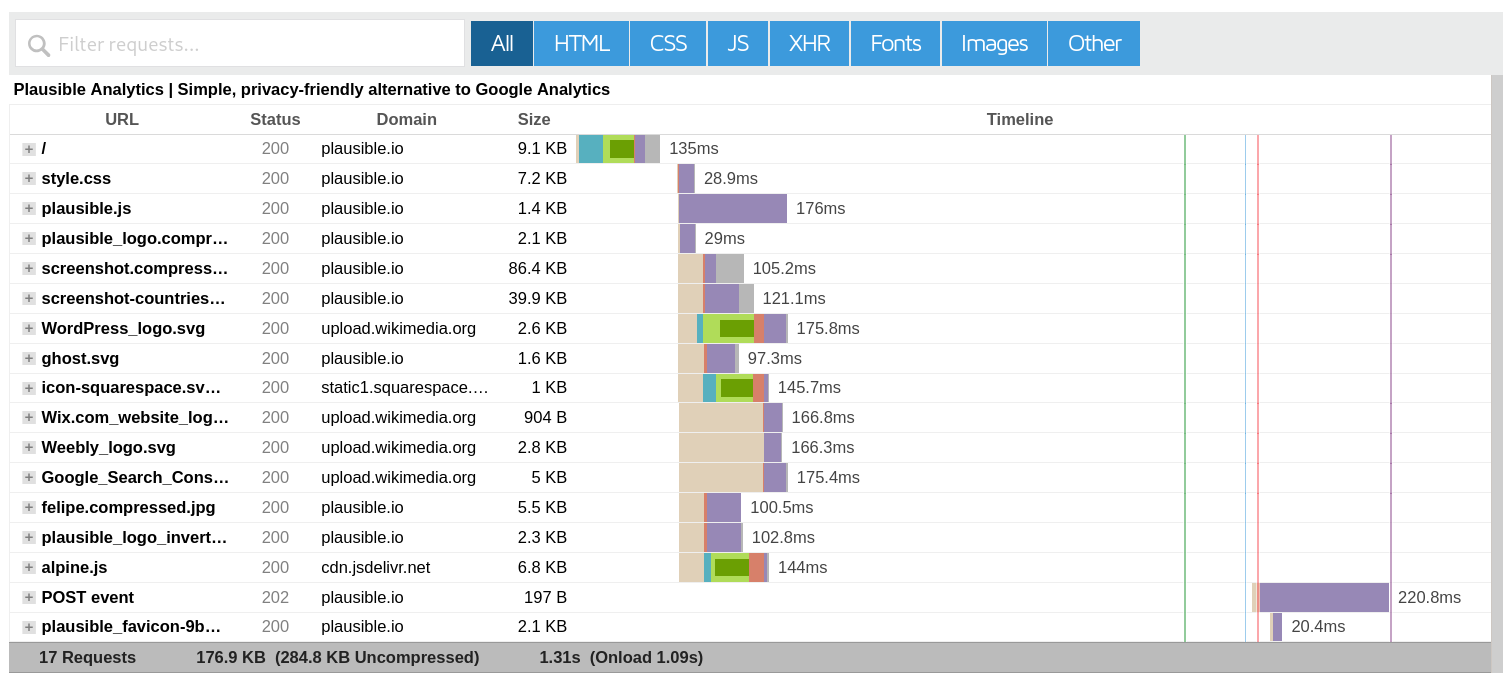 Filter requests...
All HTML CSS JS XHR Fonts Images Other
Plausible Analytics | Simple, privacy-friendly alternative to Google Analytics
URL Status Domain Size Timeline
/ 200 plausible.io 9.1 KB 135ms
style.css 200 plausible.io 7.2 KB 28.9ms
plausible.js 200 plausible.io 1.4 KB 176ms
plausible_logo.compr... 200 plausible.io 2.1 KB 29ms
screenshot.compress... 200 plausible.io 86.4 KB 105.2ms
screenshot-countries... 200 plausible.io 39.9 KB 121.1ms
WordPress_logo.svg 200 upload.wikimedia.org 2.6 KB 175.8ms
ghost.svg 200 plausible.io 1.6 KB 97.3ms
icon-squarespace.sv... 200 static1.squarespace.... 1 KB 145.7ms
Wix.com_website_log... 200 upload.wikimedia.org 904 B 166.8ms
Weebly_logo.svg 200 upload.wikimedia.org 2.8 KB 166.3ms
Google_Search_Cons... 200 upload.wikimedia.org 5 KB 175.4ms
felipe.compressed.jpg 200 plausible.io 5.5 KB 100.5ms
plausible_logo_invert... 200 plausible.io 2.3 KB 102.8ms
alpine.js 200 cdn.jsdelivr.net 6.8 KB 144ms
POST event 202 plausible.io 197 B 220.8ms
plausible_favicon-9b... 200 plausible.io 2.1 KB 20.4ms
17 Requests 176.9 KB (284.8 KB Uncompressed) 1.31s (Onload 1.09s)